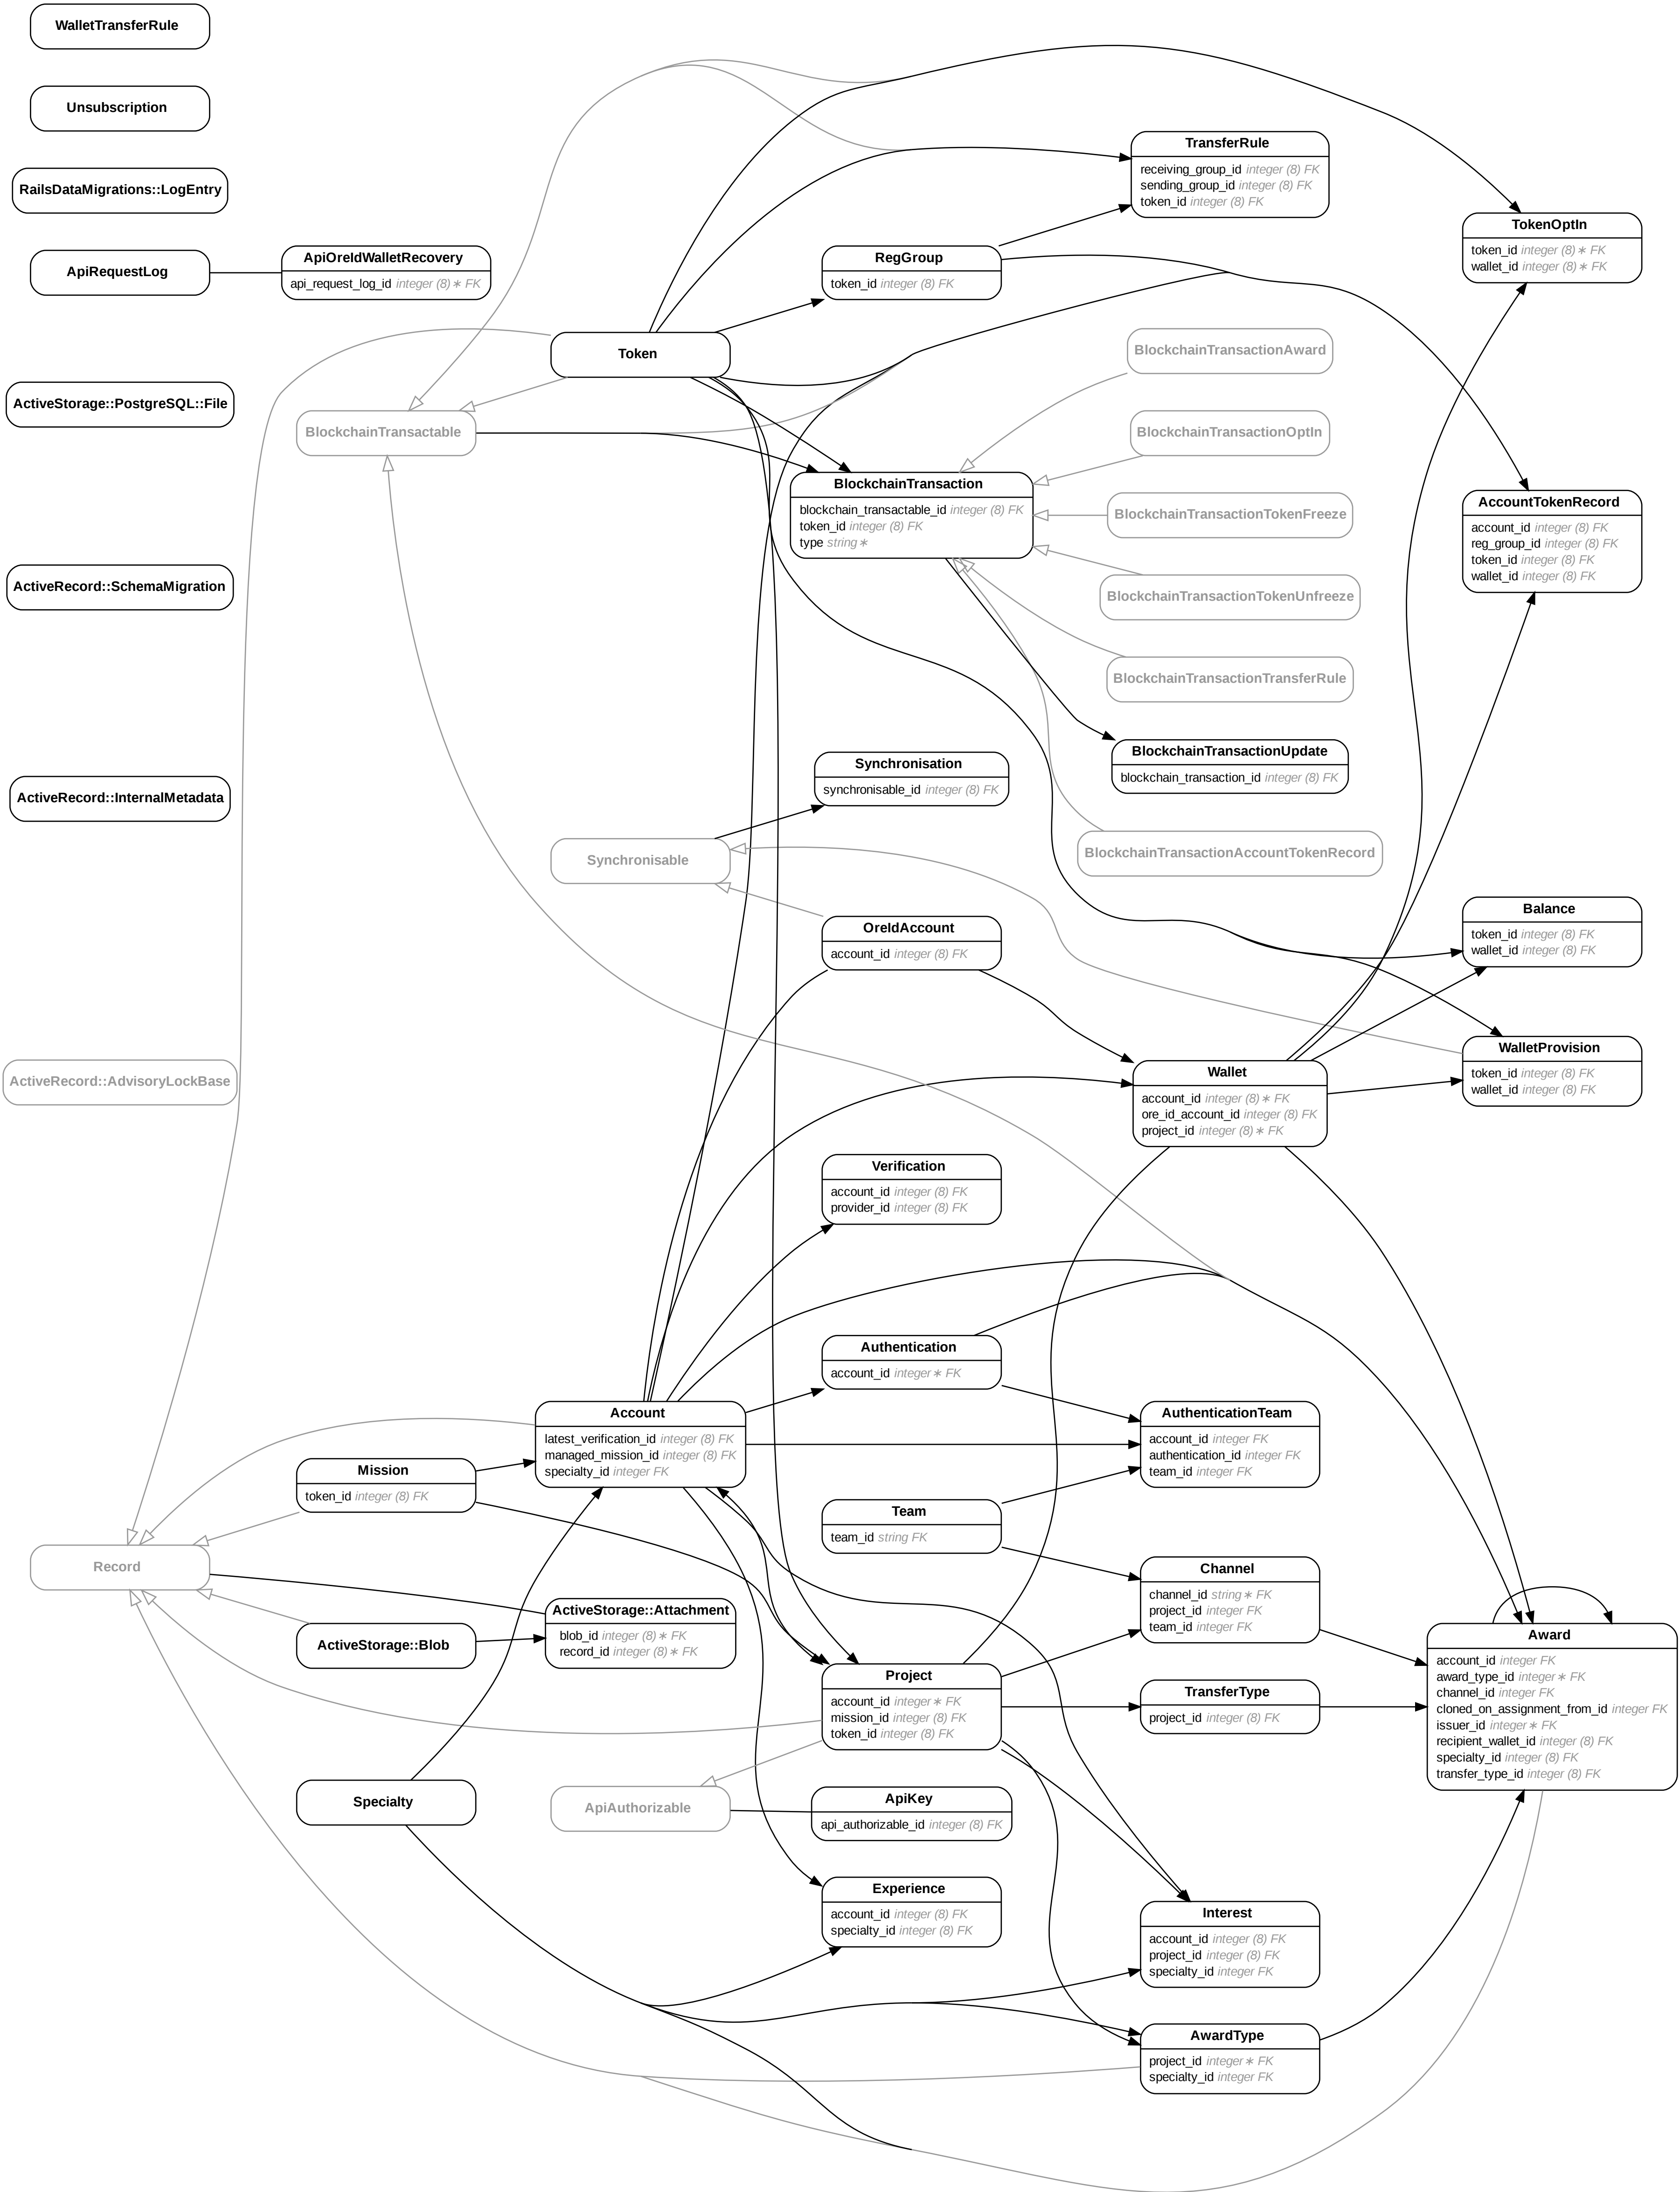 WalletTransferRule
Unsubscription
RailsDataMigrations::LogEntry
ApiRequestLog
ApiOreIdWalletRecovery
api_request_log_id integer (8)∗ FK
ActiveStorage::PostgreSQL::File
ActiveRecord::SchemaMigration
ActiveRecord::InternalMetadata
ActiveRecord::AdvisoryLockBase
TransferRule
receiving_group_id integer (8) FK
sending_group_id integer (8) FK
token_id integer (8) FK
TokenOptIn
token_id integer (8)∗ FK
wallet_id integer (8)∗ FK
RegGroup
token_id integer (8) FK
Token
BlockchainTransactable
BlockchainTransactionAward
BlockchainTransactionOptIn
BlockchainTransaction
blockchain_transactable_id integer (8) FK
token_id integer (8) FK
type string∗
BlockchainTransactionTokenFreeze
BlockchainTransactionTokenUnfreeze
BlockchainTransactionTransferRule
AccountTokenRecord
account_id integer (8) FK
reg_group_id integer (8) FK
token_id integer (8) FK
wallet_id integer (8) FK
BlockchainTransactionUpdate
blockchain_transaction_id integer (8) FK
Synchronisation
synchronisable_id integer (8) FK
Synchronisable
BlockchainTransactionAccountTokenRecord
OreIdAccount
account_id integer (8) FK
Balance
token_id integer (8) FK
wallet_id integer (8) FK
WalletProvision
token_id integer (8) FK
wallet_id integer (8) FK
Wallet
account_id integer (8)∗ FK
ore_id_account_id integer (8) FK
project_id integer (8)∗ FK
Verification
account_id integer (8) FK
provider_id integer (8) FK
Authentication
account_id integer∗ FK
Account
latest_verification_id integer (8) FK
managed_mission_id integer (8) FK
specialty_id integer FK
AuthenticationTeam
account_id integer FK
authentication_id integer FK
team_id integer FK
Mission
token_id integer (8) FK
Team
team_id string FK
Record
Channel
channel_id string∗ FK
project_id integer FK
team_id integer FK
ActiveStorage::Attachment
blob_id integer (8)∗ FK
record_id integer (8)∗ FK
ActiveStorage::Blob
Award
account_id integer FK
award_type_id integer∗ FK
channel_id integer FK
cloned_on_assignment_from_id integer FK
issuer_id integer∗ FK
recipient_wallet_id integer (8) FK
specialty_id integer (8) FK
transfer_type_id integer (8) FK
Project
account_id integer∗ FK
mission_id integer (8) FK
token_id integer (8) FK
TransferType
project_id integer (8) FK
Specialty
ApiAuthorizable
ApiKey
api_authorizable_id integer (8) FK
Experience
account_id integer (8) FK
specialty_id integer (8) FK
Interest
account_id integer (8) FK
project_id integer (8) FK
specialty_id integer FK
AwardType
project_id integer∗ FK
specialty_id integer FK